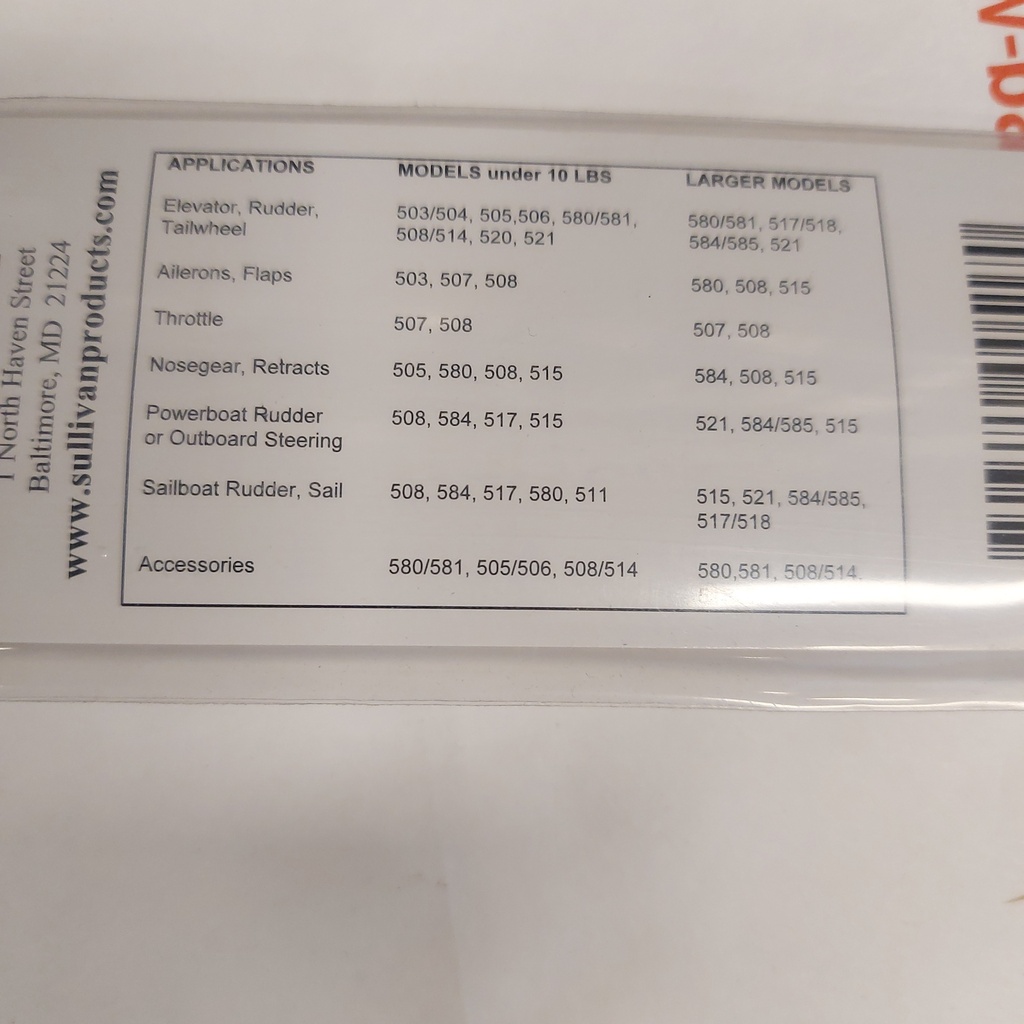 APPLICATIONS MODELS under 10 LBS LARGER MODELS
Elevator, Rudder, 503/504, 505,506, 580/581, 580/581, 517/518,
Tailwheel 508/514, 520, 521 584/585, 521
Ailerons, Flaps 503, 507, 508 580, 508, 515
Throttle 507, 508 507, 508
Nosegear, Retracts 505, 580, 508, 515 584, 508, 515
Powerboat Rudder 508, 584, 517, 515 521, 584/585, 515
or Outboard Steering
Sailboat Rudder, Sail 508, 584, 517, 580, 511 515, 521, 584/585,
517/518
Accessories 580/581, 505/506, 508/514 580,581, 508/514.
North Haven Street
Baltimore, MD 21224
www.sullivanproducts.com